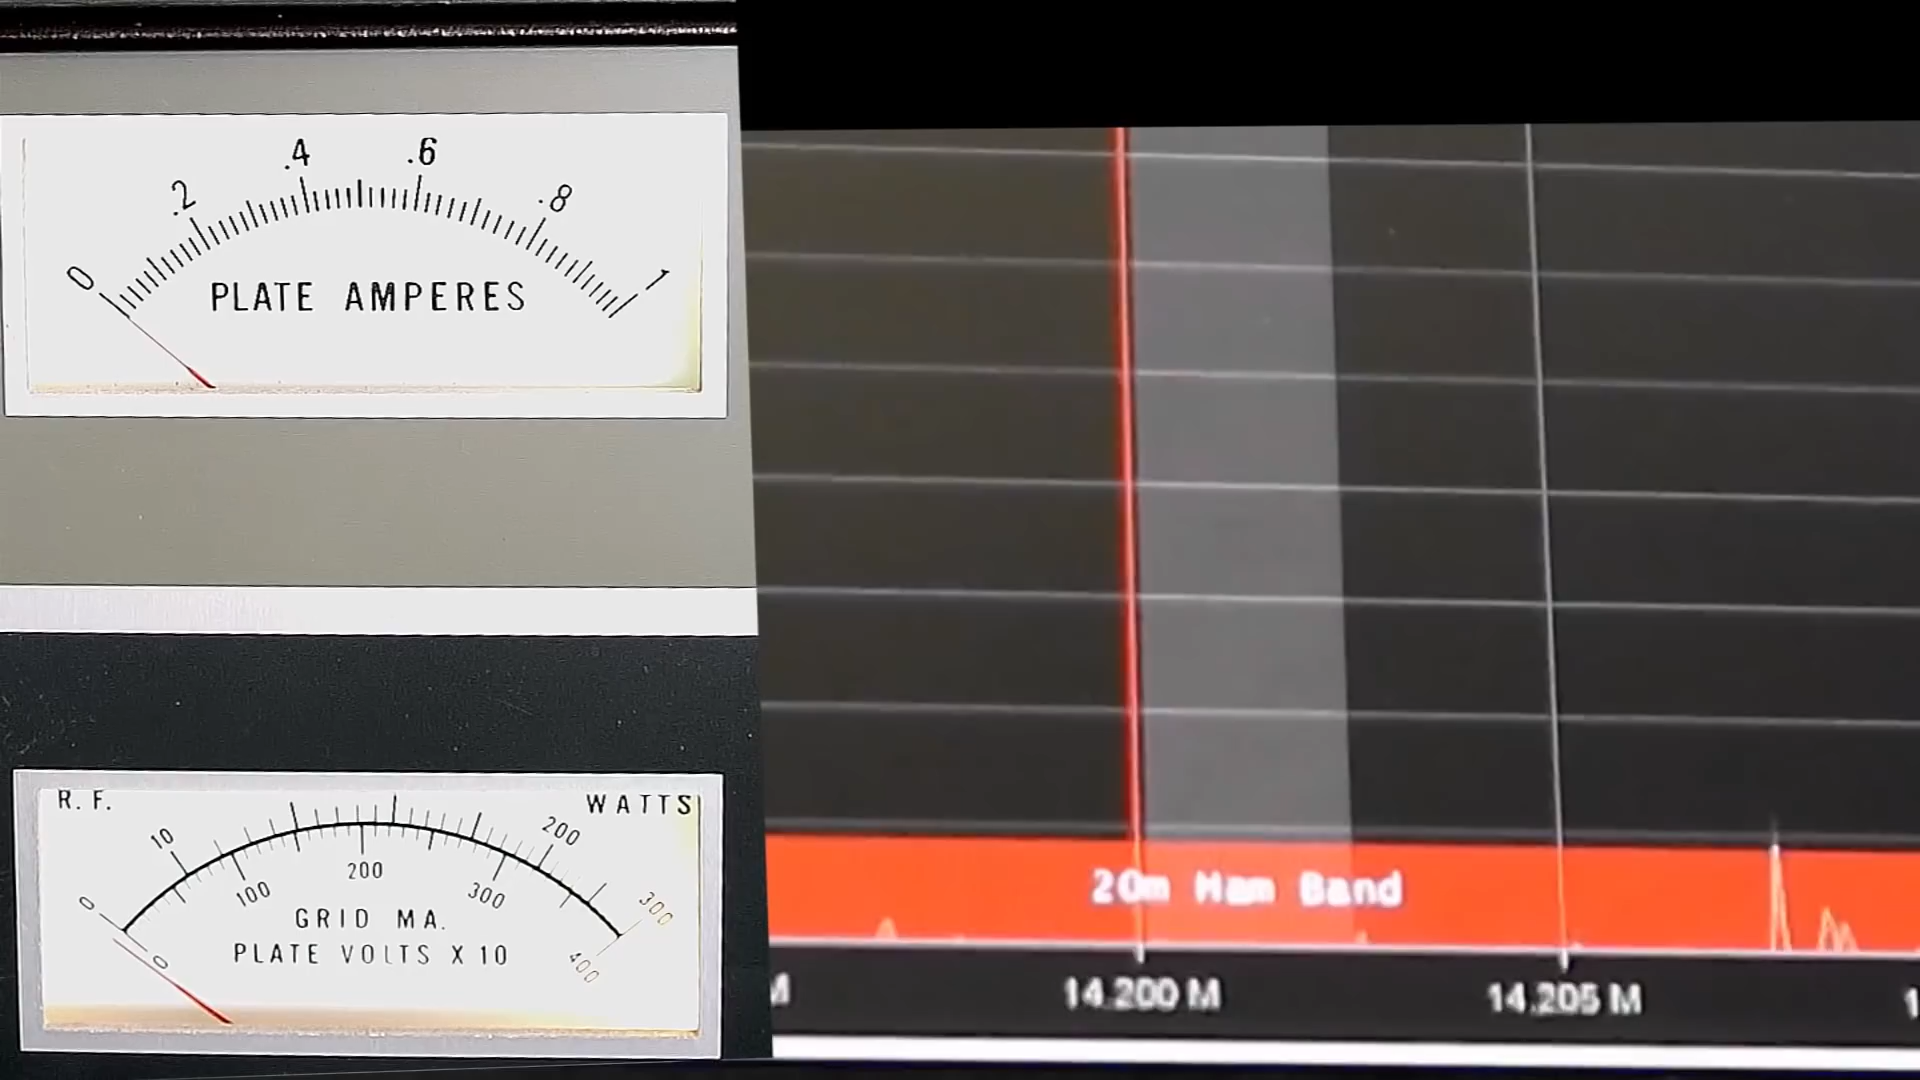 0 .2 .4 .6 .8 1
PLATE AMPERES
R. F. WATTS
0 10 200 300
0 100 200 300 400
GRID MA.
PLATE VOLTS X 10
20m Ham Band
M 14.200 M 14.205 M 1